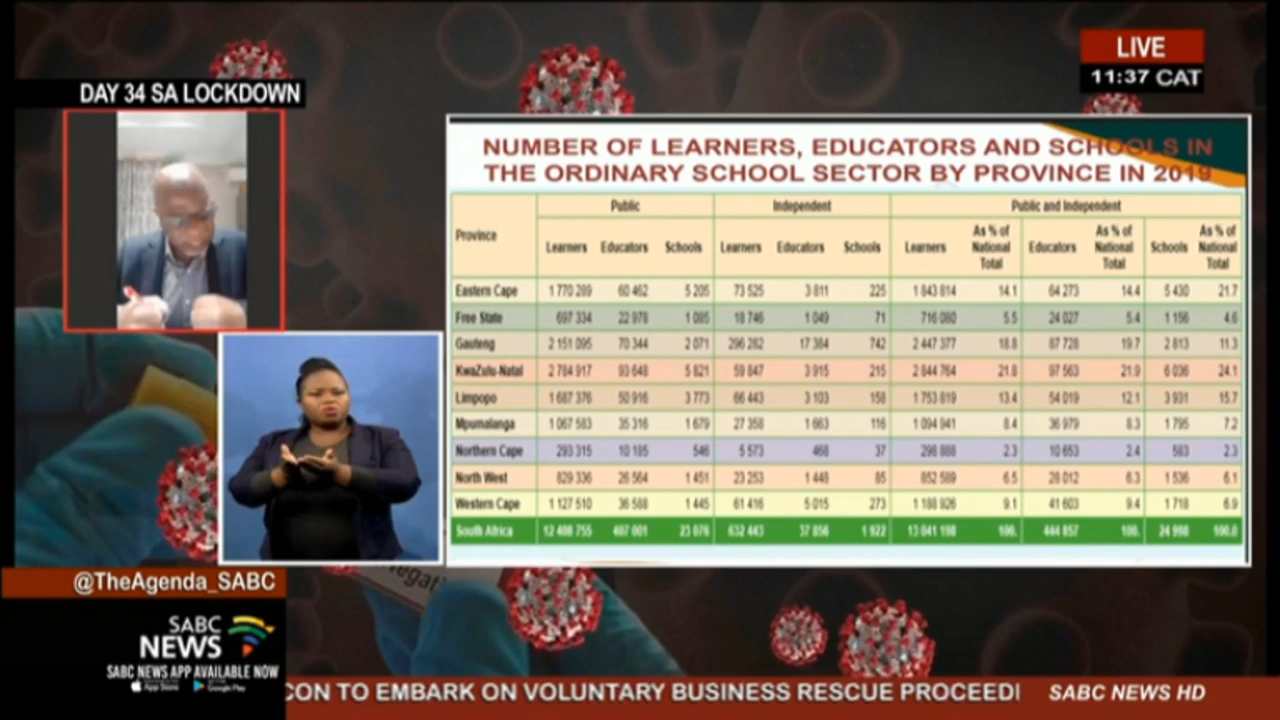 LIVE
11:37 CAT
DAY 34 SA LOCKDOWN
NUMBER OF LEARNERS, EDUCATORS AND SCHOOLS IN
THE ORDINARY SCHOOL SECTOR BY PROVINCE IN 2019
Province Public Independent Public and Independent
Learners Educators Schools Learners Educators Schools Learners As % of National Total Educators As % of National Total Schools As % of National Total
Eastern Cape 1 770 289 60 462 5 205 73 525 3 811 225 1 843 814 14.1 64 273 14.4 5 430 21.7
Free State 697 334 22 978 1 085 18 746 1 049 71 716 080 5.5 24 027 5.4 1 156 4.6
Gauteng 2 151 095 70 344 2 071 296 282 17 384 742 2 447 377 18.8 87 728 19.7 2 813 11.3
KwaZulu-Natal 2 784 917 93 648 5 821 59 847 3 915 215 2 844 764 21.8 97 563 21.9 6 036 24.1
Limpopo 1 687 376 50 916 3 773 66 443 3 103 158 1 753 819 13.4 54 019 12.1 3 931 15.7
Mpumalanga 1 067 583 35 316 1 679 27 358 1 663 116 1 094 941 8.4 36 979 8.3 1 795 7.2
Northern Cape 293 315 10 185 546 5 573 468 37 298 888 2.3 10 653 2.4 583 2.3
North West 829 336 26 564 1 451 23 253 1 448 85 852 589 6.5 28 012 6.3 1 536 6.1
Western Cape 1 127 510 36 588 1 445 61 416 5 015 273 1 188 926 9.1 41 603 9.4 1 718 6.9
South Africa 12 408 755 407 001 23 076 632 443 37 856 1 922 13 041 198 100. 444 857 100. 24 998 100.0
@TheAgenda_SABC
negati
SABC
NEWS
SABC NEWS APP AVAILABLE NOW
App Store Google Play
CON TO EMBARK ON VOLUNTARY BUSINESS RESCUE PROCEEDI
SABC NEWS HD